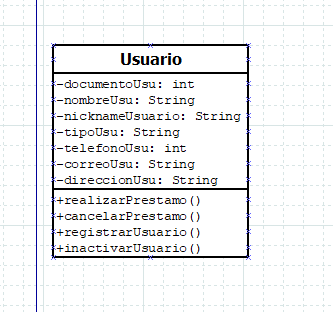 Usuario
-documentoUsu: int
-nombreUsu: String
-nicknameUsuario: String
-tipoUsu: String
-telefonoUsu: int
-correoUsu: String
-direccionUsu: String
+realizarPrestamo()
+cancelarPrestamo()
+registrarUsuario()
+inactivarUsuario()